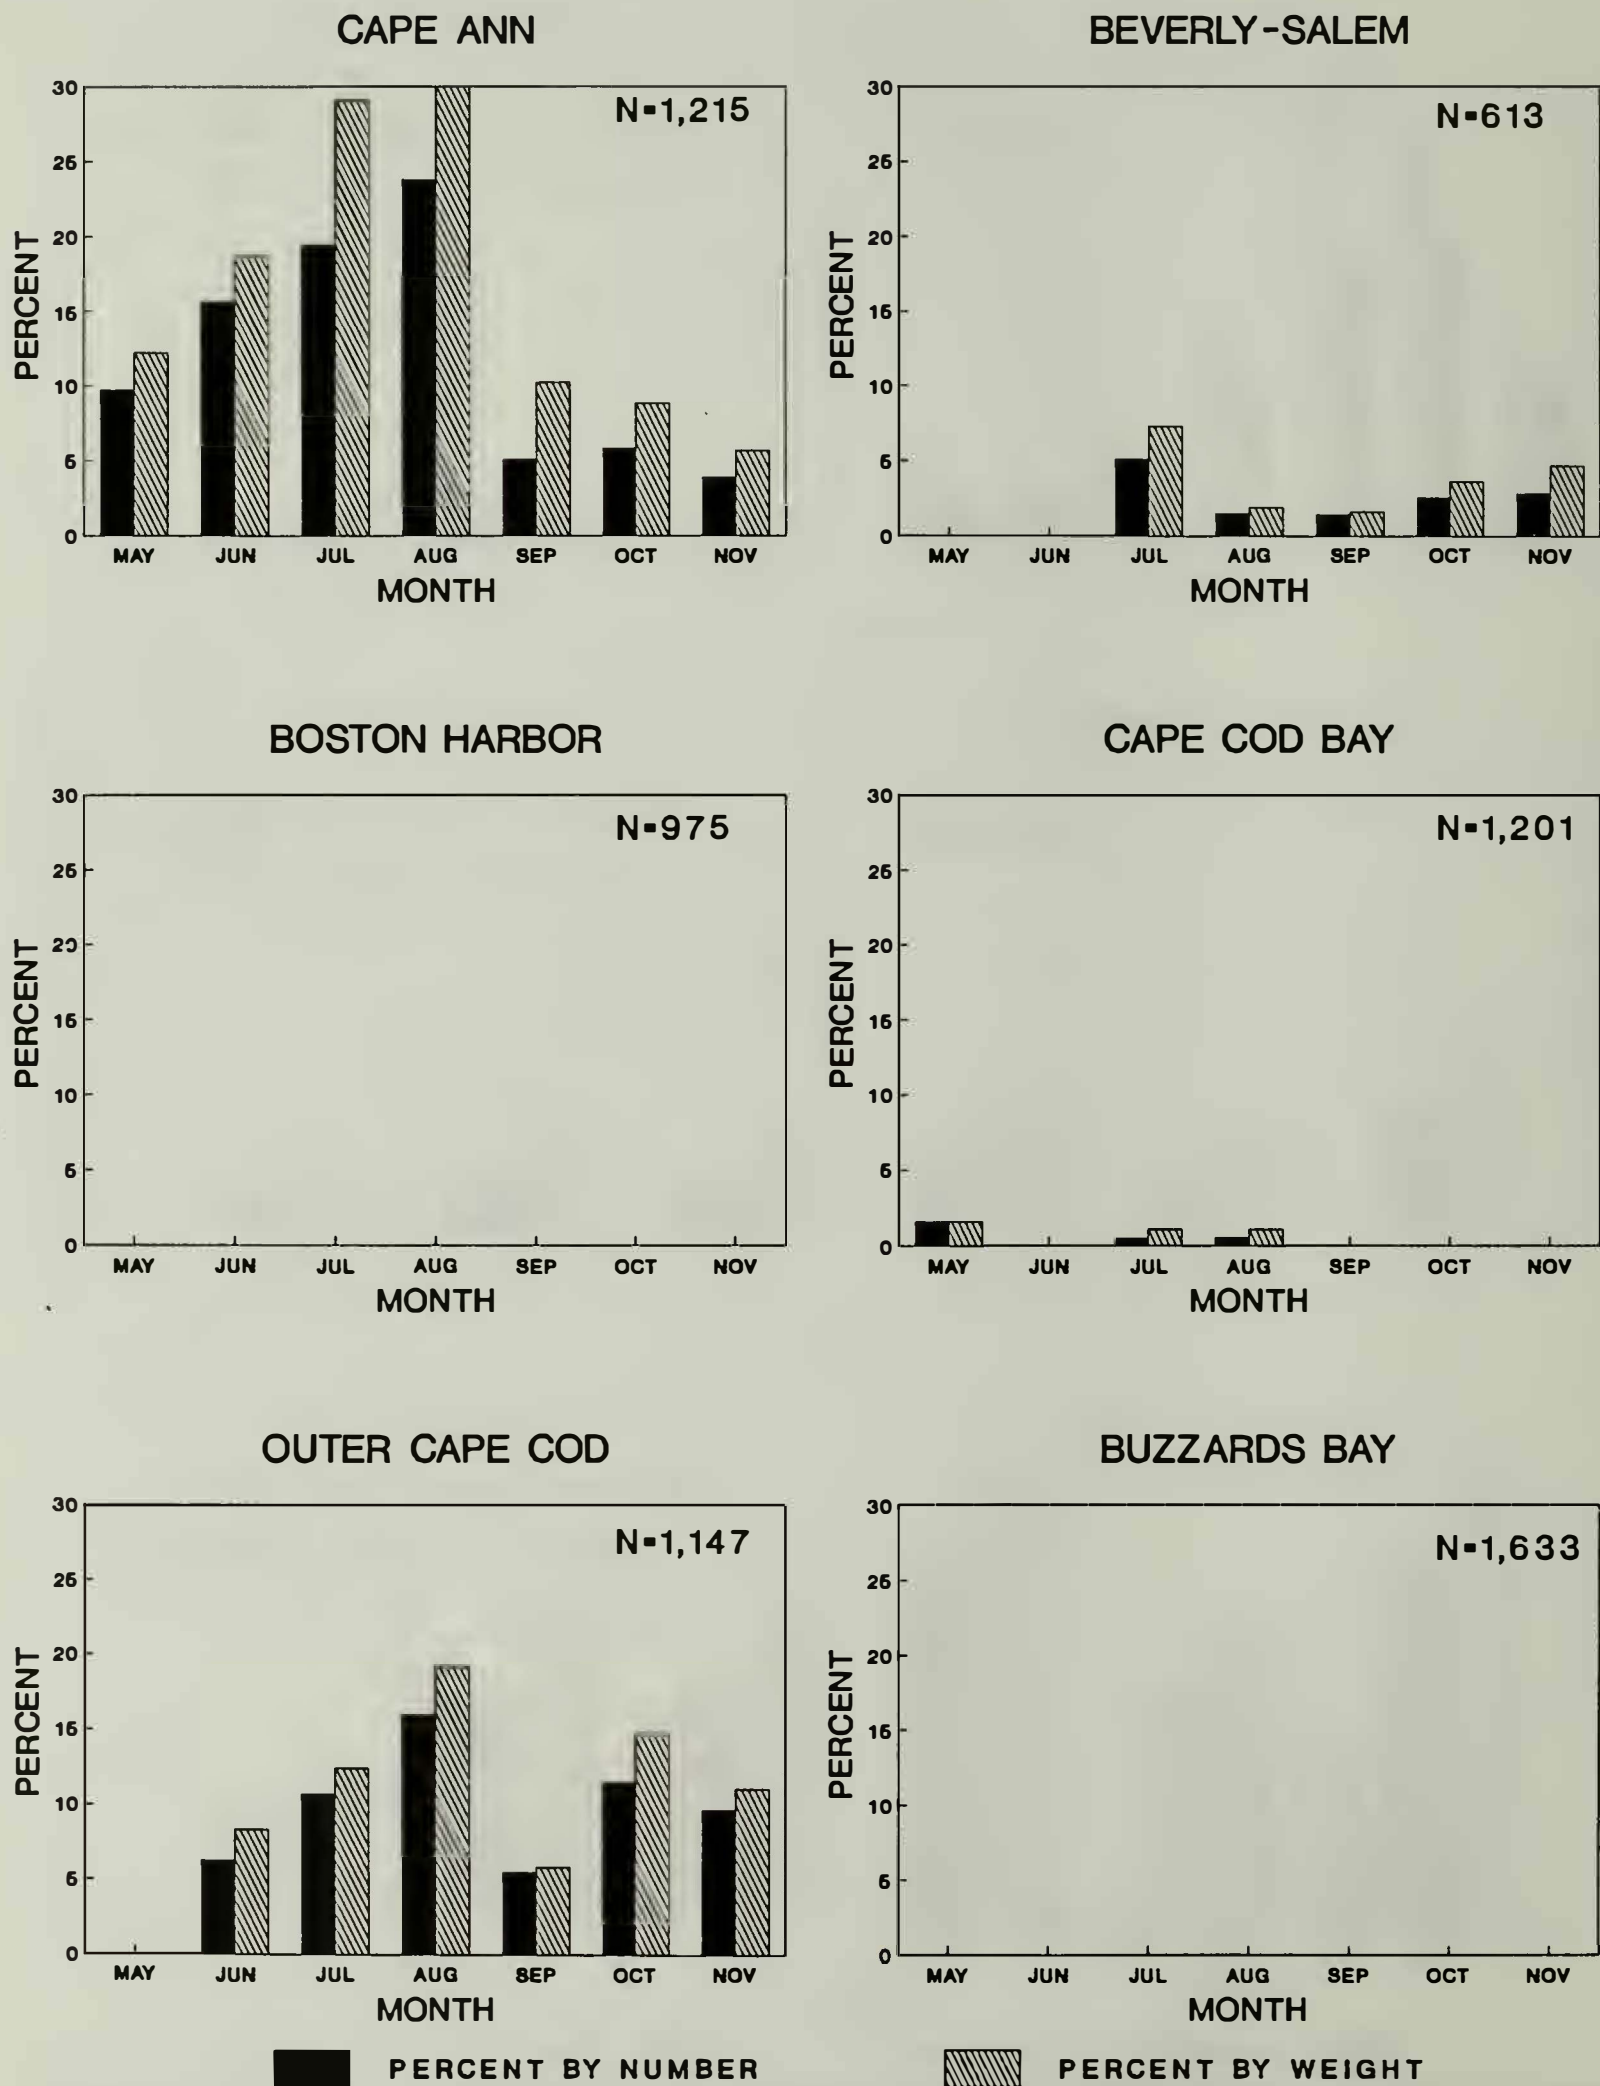 CAPE ANN
N=1,215
PERCENT
30
25
20
15
10
5
0
MAY JUN JUL AUG SEP OCT NOV
MONTH
BEVERLY-SALEM
N=613
PERCENT
30
25
20
15
10
5
0
MAY JUN JUL AUG SEP OCT NOV
MONTH
BOSTON HARBOR
N=975
PERCENT
30
25
20
15
10
5
0
MAY JUN JUL AUG SEP OCT NOV
MONTH
CAPE COD BAY
N=1,201
PERCENT
30
25
20
15
10
5
0
MAY JUN JUL AUG SEP OCT NOV
MONTH
OUTER CAPE COD
N=1,147
PERCENT
30
25
20
15
10
5
0
MAY JUN JUL AUG SEP OCT NOV
MONTH
BUZZARDS BAY
N=1,633
PERCENT
30
25
20
15
10
5
0
MAY JUN JUL AUG SEP OCT NOV
MONTH
PERCENT BY NUMBER
PERCENT BY WEIGHT